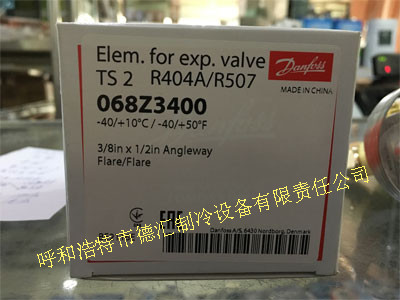 Elem. for exp. valve
TS 2 R404A/R507
068Z3400
-40/+10°C / -40/+50°F
3/8in x 1/2in Angleway
Flare/Flare
Danfoss
MADE IN CHINA
EAC
Danfoss A/S, 6430 Nordborg, Denmark
呼和浩特市德汇制冷设备有限责任公司